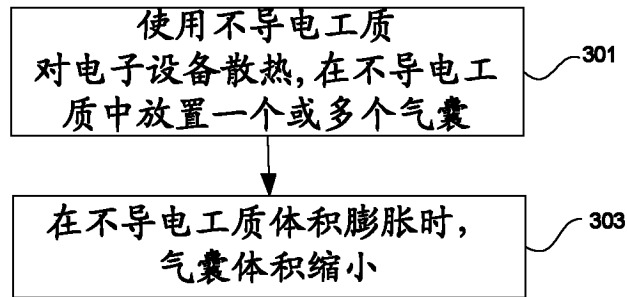 使用不导电工质
对电子设备散热,在不导电工
质中放置一个或多个气囊
301
在不导电工质体积膨胀时,
气囊体积缩小
303